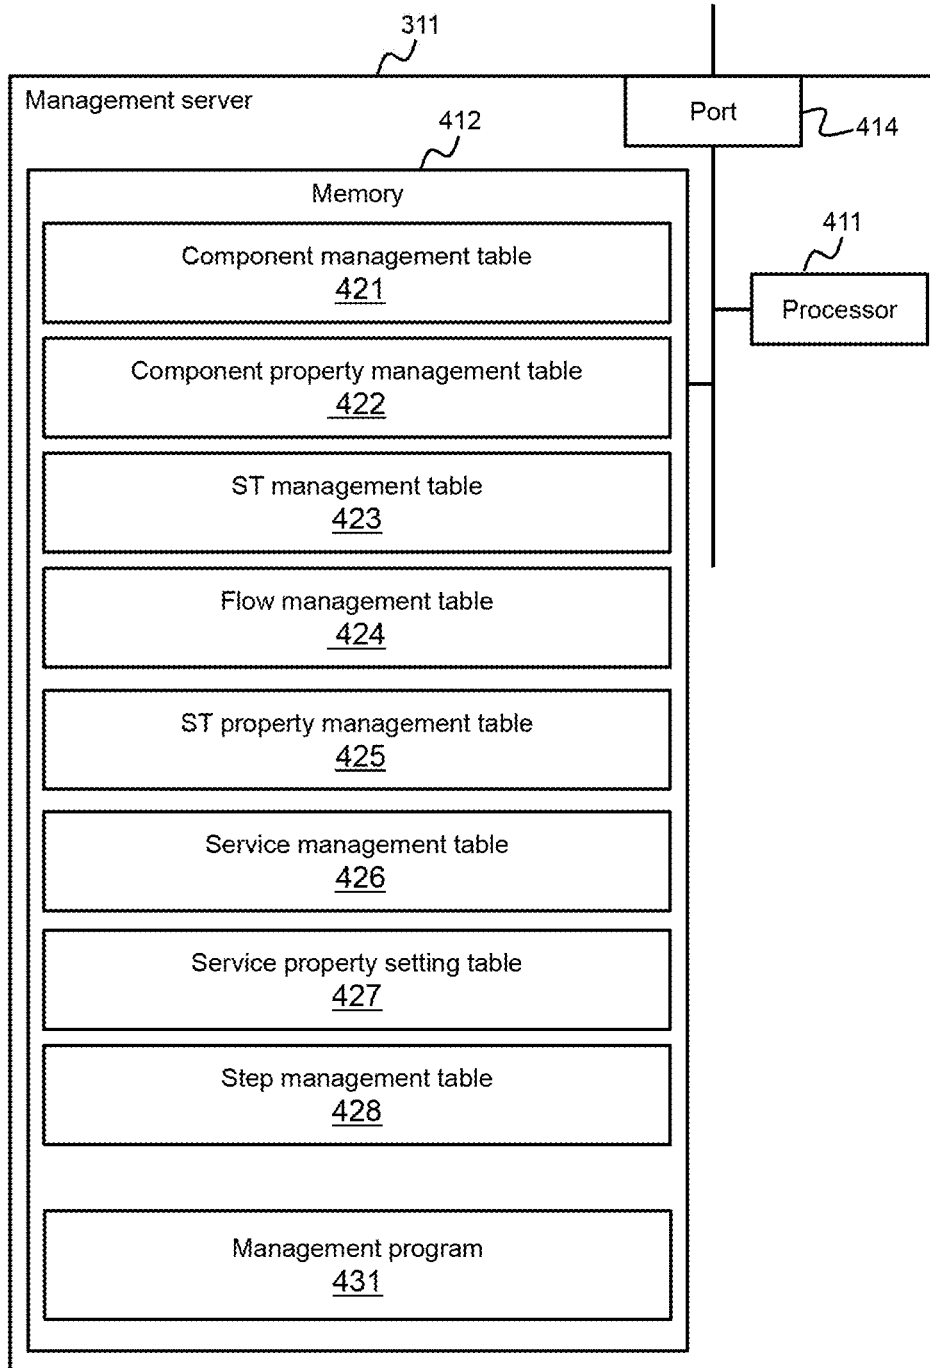 311
Management server
Port
414
412
Memory
411
Processor
Component management table
421
Component property management table
422
ST management table
423
Flow management table
424
ST property management table
425
Service management table
426
Service property setting table
427
Step management table
428
Management program
431